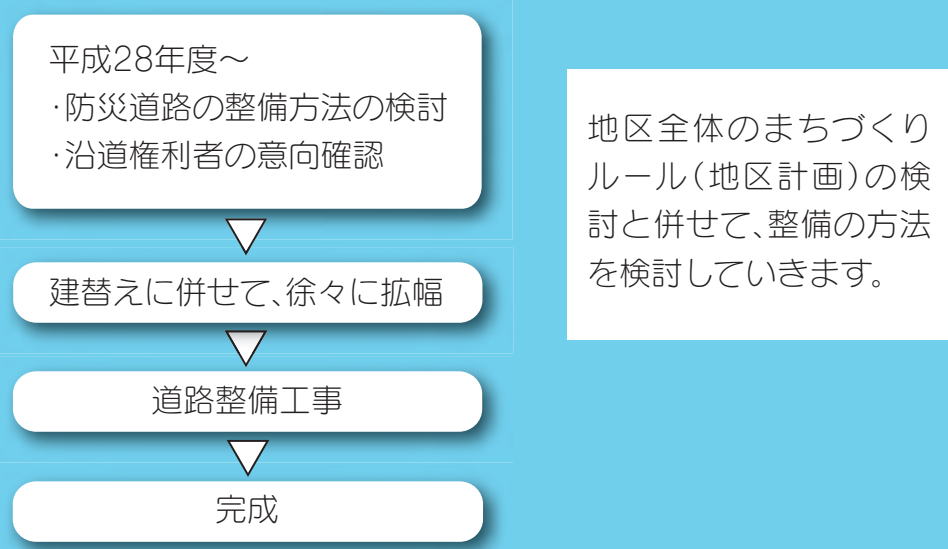 平成28年度～
・防災道路の整備方法の検討
・沿道権利者の意向確認
建替えに併せて、徐々に拡幅
道路整備工事
完成
地区全体のまちづくり
ルール(地区計画)の検
討と併せて、整備の方法
を検討していきます。